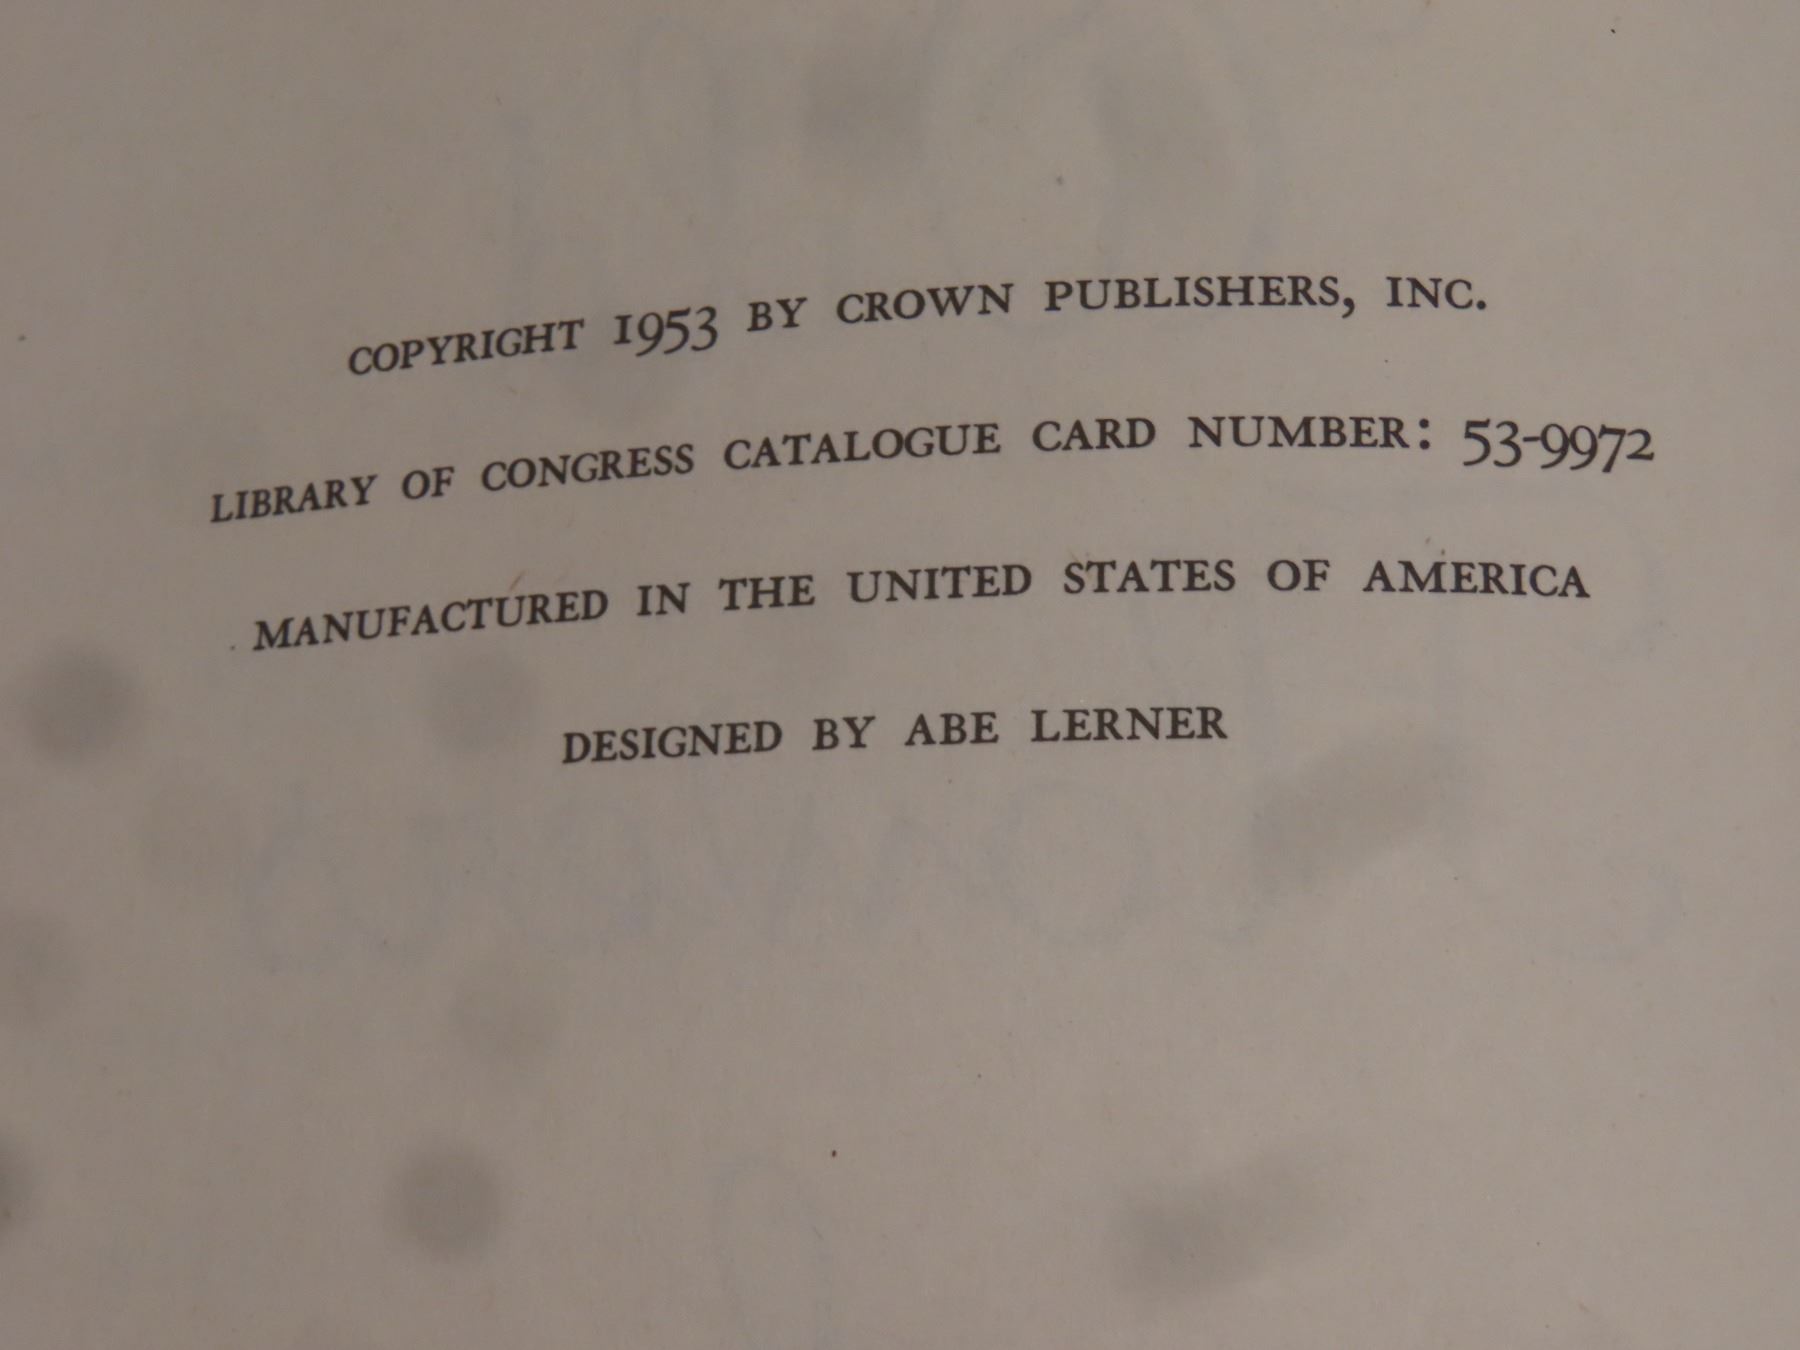 COPYRIGHT 1953 BY CROWN PUBLISHERS, INC.
LIBRARY OF CONGRESS CATALOGUE CARD NUMBER: 53-9972
MANUFACTURED IN THE UNITED STATES OF AMERICA
DESIGNED BY ABE LERNER